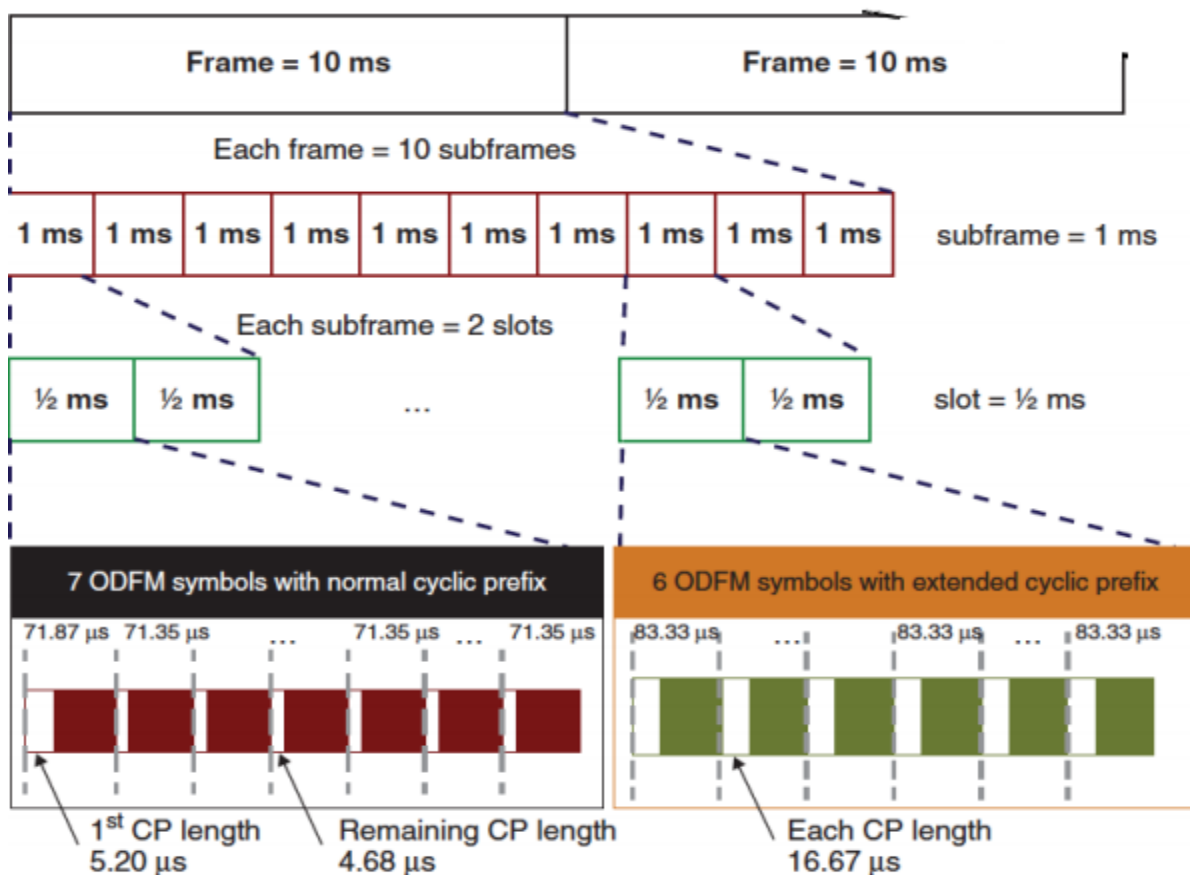 Frame = 10 ms Frame = 10 ms
Each frame = 10 subframes
1 ms 1 ms 1 ms 1 ms 1 ms 1 ms 1 ms 1 ms 1 ms 1 ms subframe = 1 ms
Each subframe = 2 slots
½ ms ½ ms ... ½ ms ½ ms slot = ½ ms
7 ODFM symbols with normal cyclic prefix
71.87 µs 71.35 µs ... 71.35 µs ... 71.35 µs
1st CP length
5.20 µs
Remaining CP length
4.68 µs
6 ODFM symbols with extended cyclic prefix
83.33 µs ... 83.33 µs ... 83.33 µs
Each CP length
16.67 µs